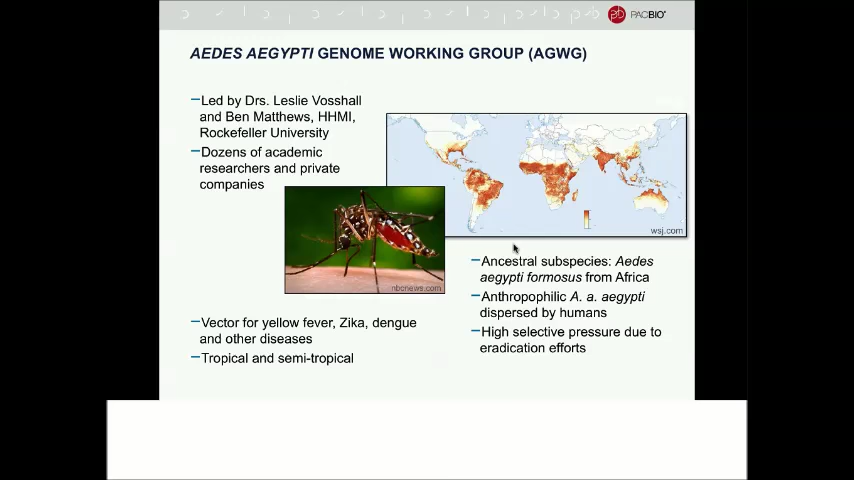 PACBIO®
AEDES AEGYPTI GENOME WORKING GROUP (AGWG)
–Led by Drs. Leslie Vosshall
and Ben Matthews, HHMI,
Rockefeller University
–Dozens of academic
researchers and private
companies
wsj.com
nbcnews.com
–Vector for yellow fever, Zika, dengue
and other diseases
–Tropical and semi-tropical
–Ancestral subspecies: Aedes
aegypti formosus from Africa
–Anthropophilic A. a. aegypti
dispersed by humans
–High selective pressure due to
eradication efforts